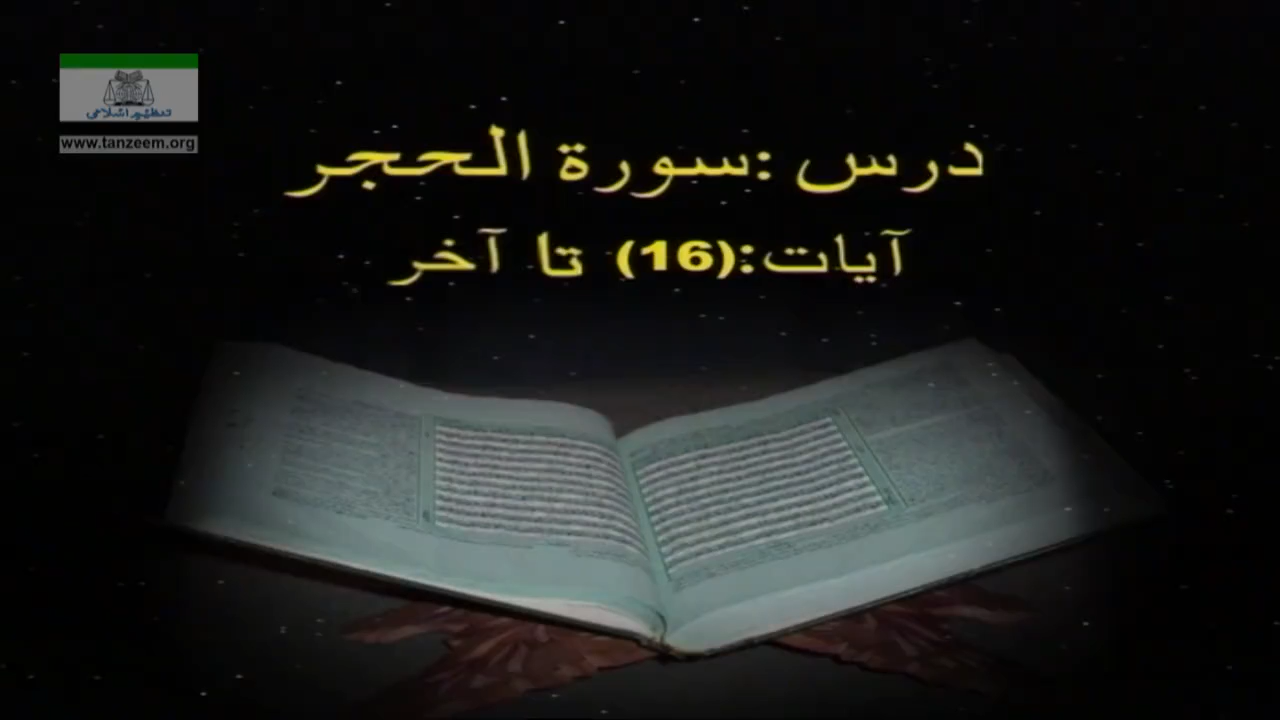 تنظیم اسلامی
www.tanzeem.org
درس :سورة الحجر
آیات:(16) تا آخر